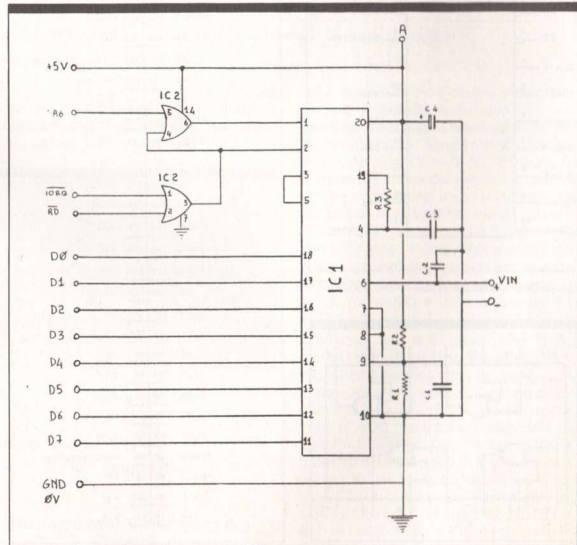 A
+5V
IC2
14
5
4
6
A6
1
20
+
C4
2
3
5
19
R3
IC2
IORQ
RD
1
2
3
7
4
C3
C2
D0
18
D1
17
6
+VIN
-
D2
16
IC1
7
D3
15
8
R2
D4
14
9
D5
13
R1
C1
D6
12
10
D7
11
GND
ØV